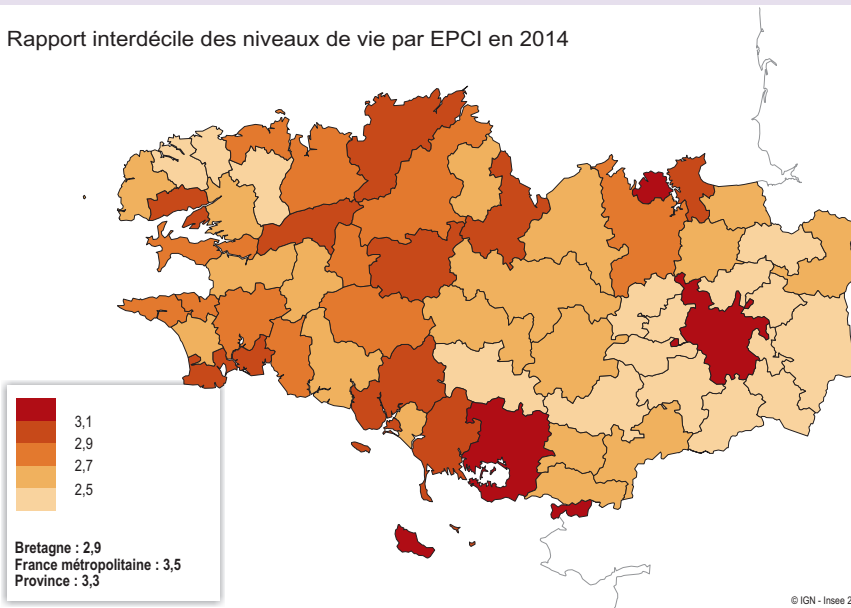 Rapport interdécile des niveaux de vie par EPCI en 2014
3,1
2,9
2,7
2,5
Bretagne : 2,9
France métropolitaine : 3,5
Province : 3,3
© IGN - Insee 2